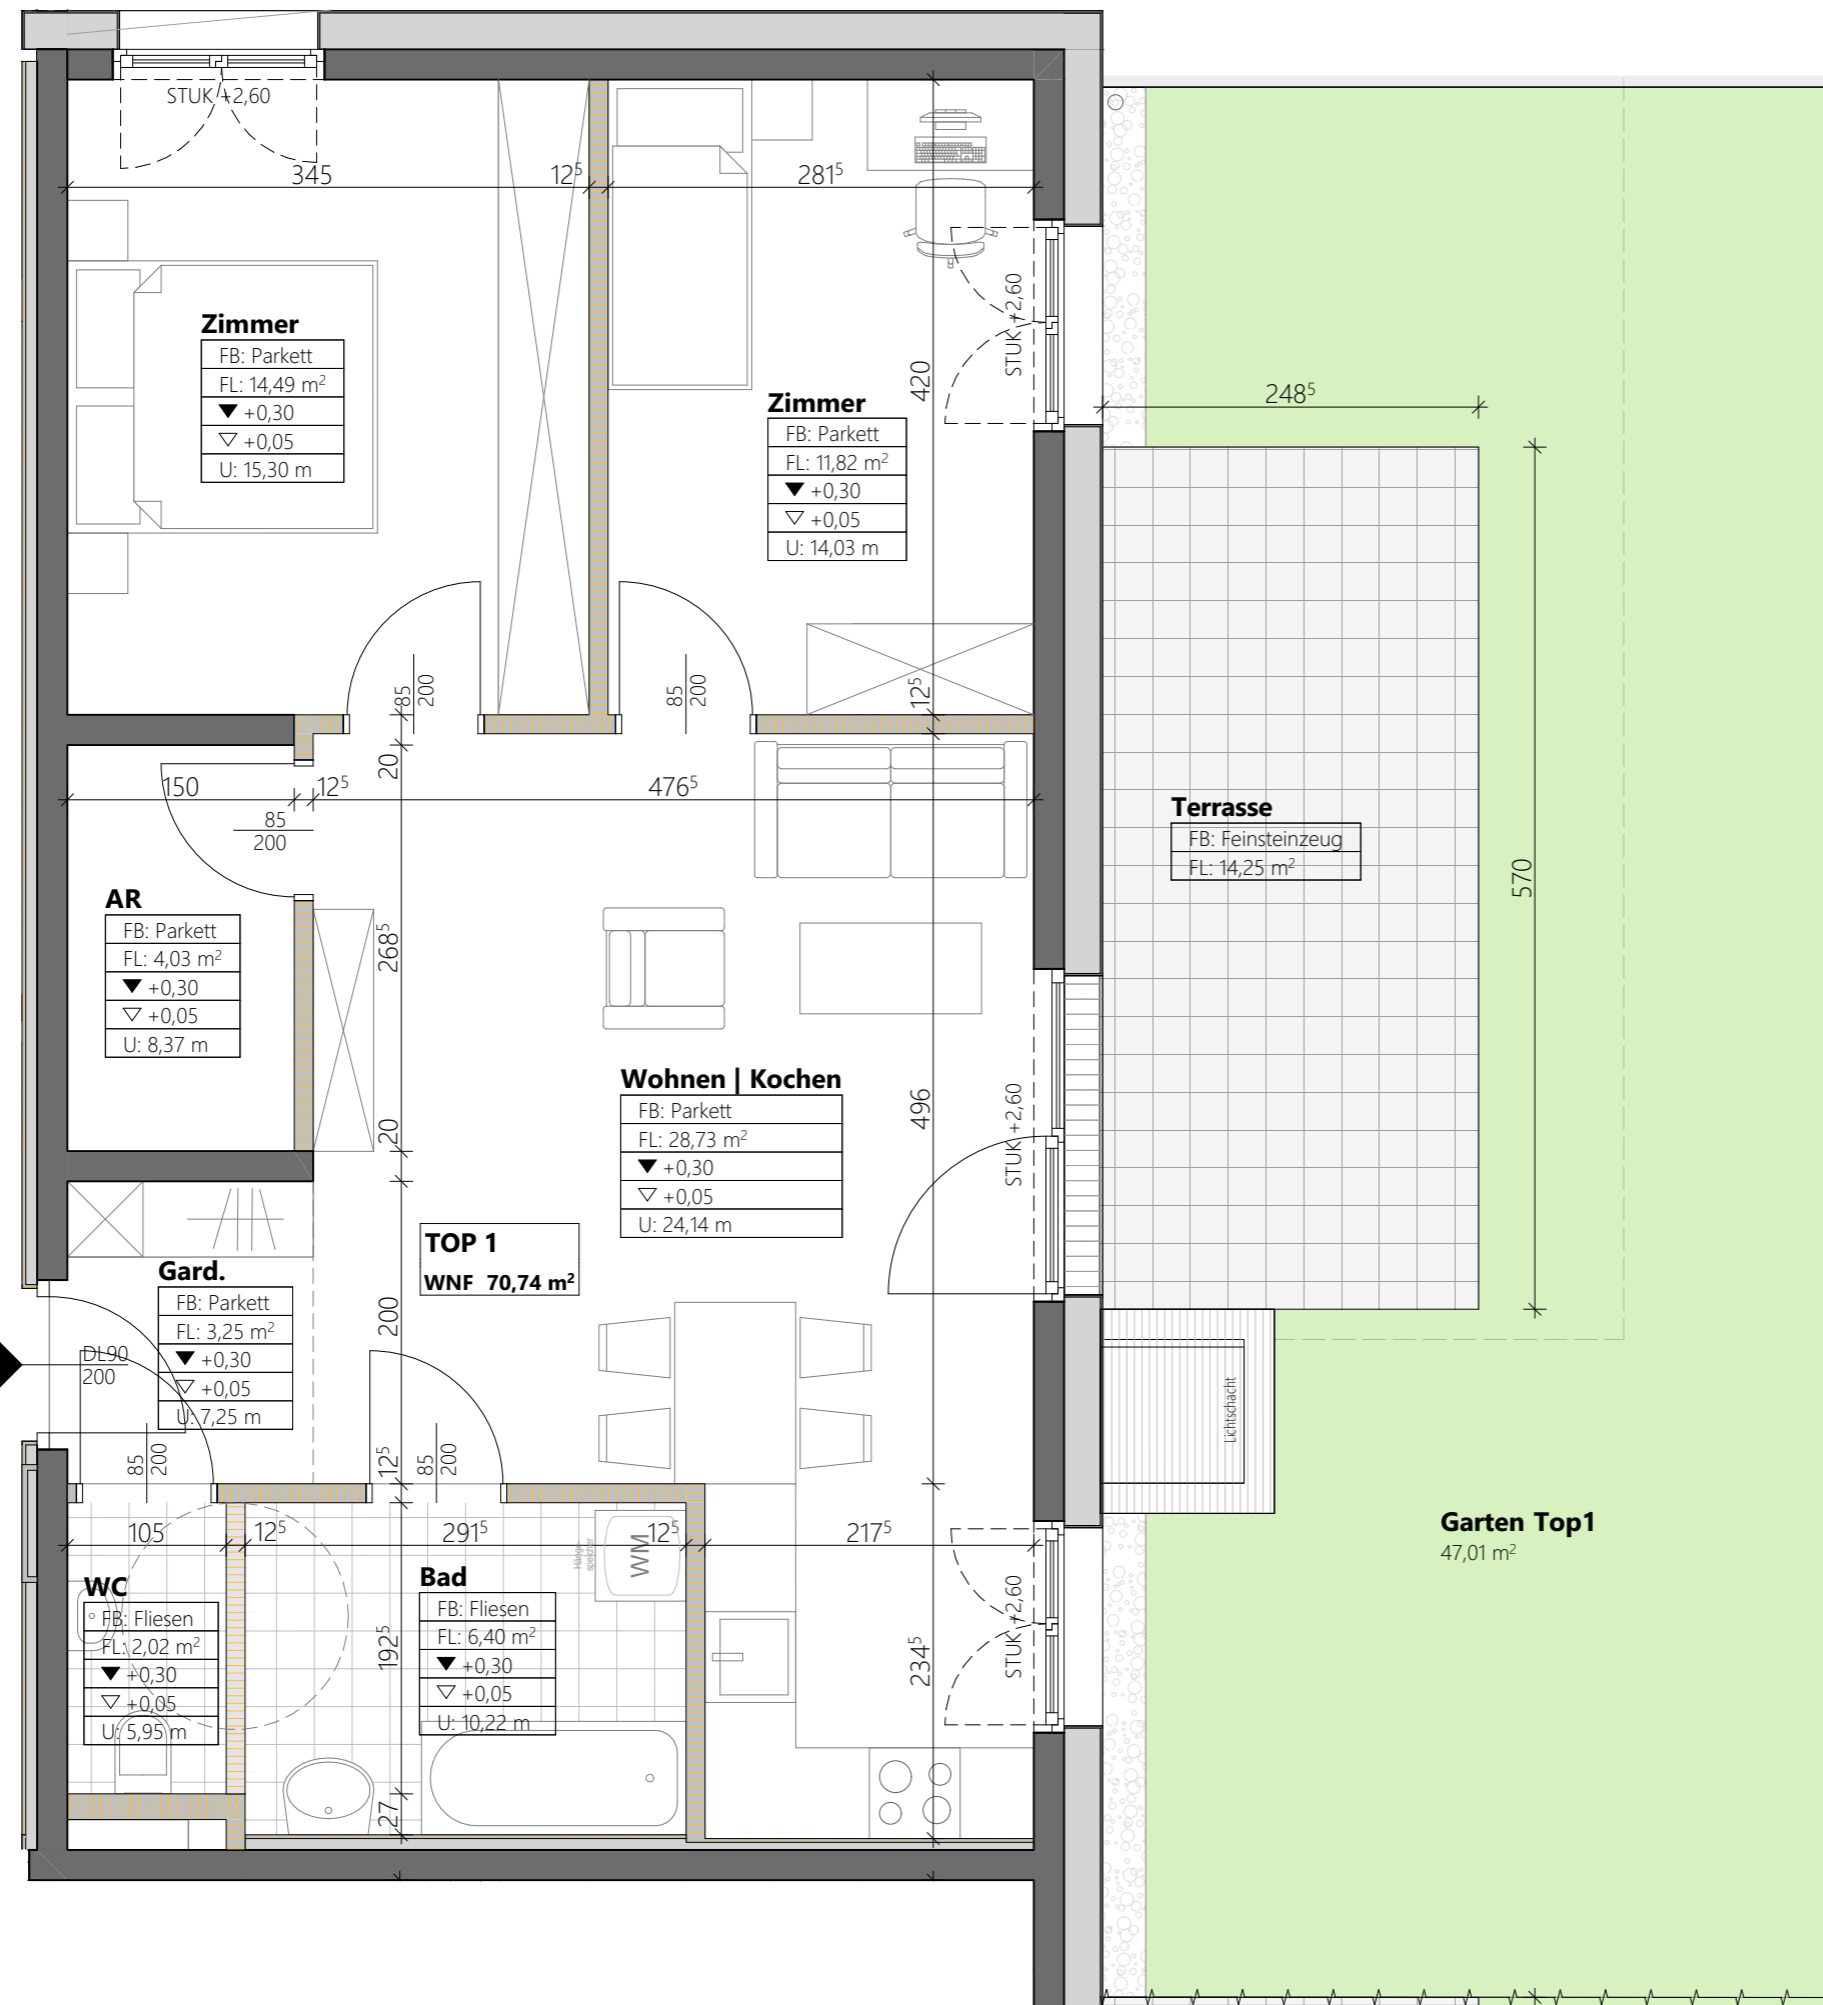 STUK +2,60
345
12⁵
281⁵
Zimmer
FB: Parkett
FL: 14,49 m²
+0,30
+0,05
U: 15,30 m
STUK +2,60
420
248⁵
Zimmer
FB: Parkett
FL: 11,82 m²
+0,30
+0,05
U: 14,03 m
85
200
85
200
12⁵
20
150
12⁵
476⁵
85
200
Terrasse
FB: Feinsteinzeug
FL: 14,25 m²
570
AR
FB: Parkett
FL: 4,03 m²
+0,30
+0,05
U: 8,37 m
268⁵
20
Wohnen | Kochen
FB: Parkett
FL: 28,73 m²
+0,30
+0,05
U: 24,14 m
496
STUK +2,60
TOP 1
WNF 70,74 m²
Gard.
FB: Parkett
FL: 3,25 m²
+0,30
+0,05
U: 7,25 m
DL90
200
200
85
200
12⁵
85
200
Lichtschacht
105
12⁵
291⁵
12⁵
217⁵
Hänge-
speicher
WM
Garten Top1
47,01 m²
WC
FB: Fliesen
FL: 2,02 m²
+0,30
+0,05
U: 5,95 m
192⁵
Bad
FB: Fliesen
FL: 6,40 m²
+0,30
+0,05
U: 10,22 m
234⁵
STUK +2,60
27